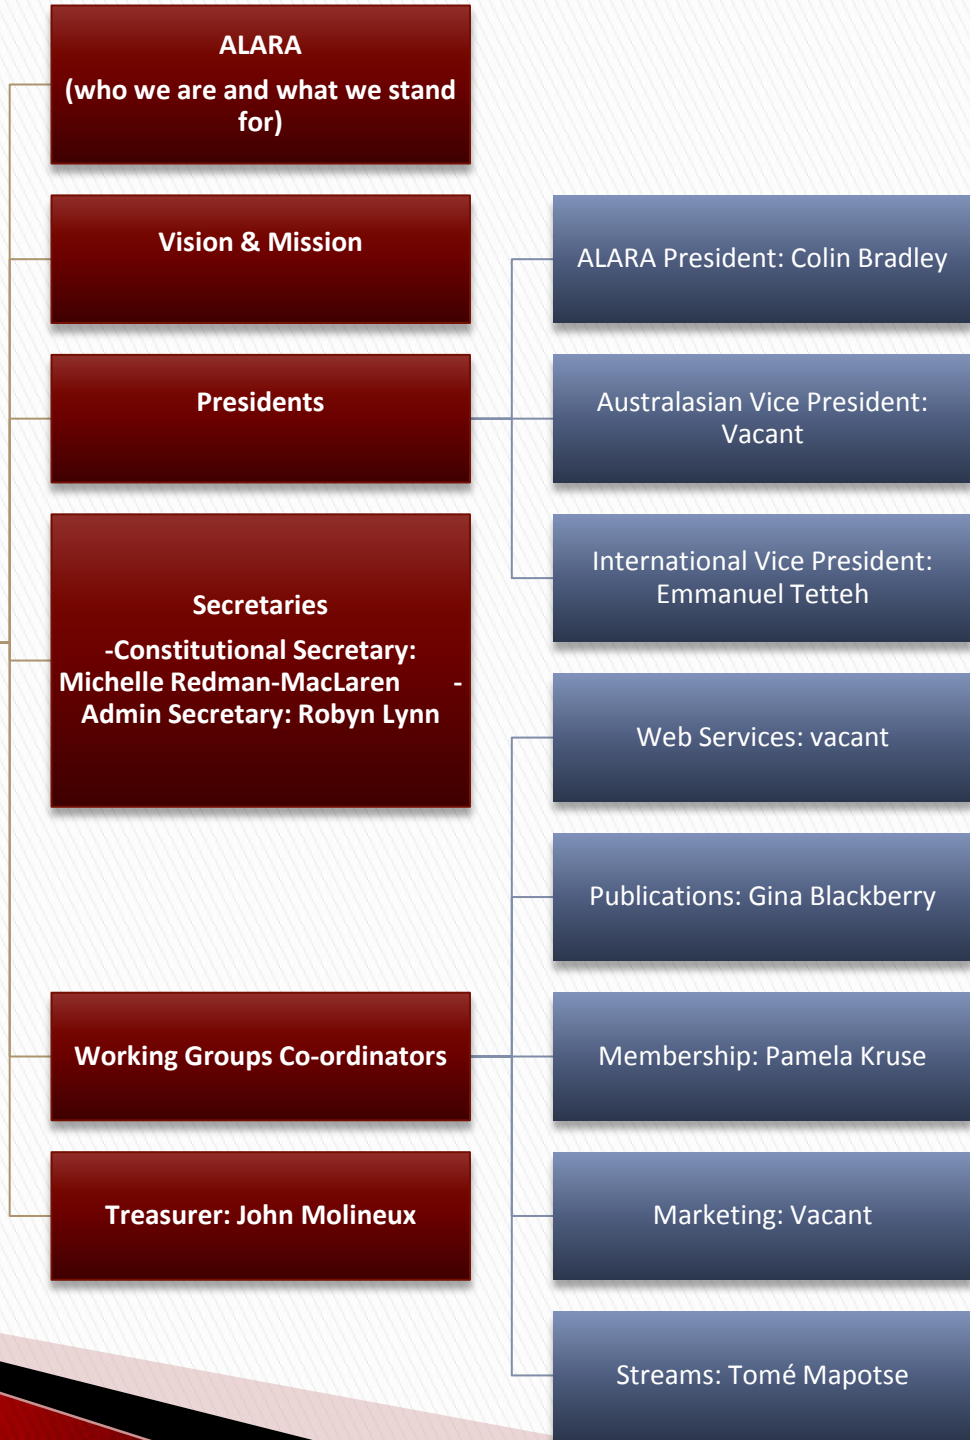 ALARA
(who we are and what we stand
for)
Vision & Mission
Presidents
ALARA President: Colin Bradley
Australasian Vice President:
Vacant
International Vice President:
Emmanuel Tetteh
Secretaries
-Constitutional Secretary:
Michelle Redman-MacLaren -
Admin Secretary: Robyn Lynn
Working Groups Co-ordinators
Web Services: vacant
Publications: Gina Blackberry
Membership: Pamela Kruse
Marketing: Vacant
Streams: Tomé Mapotse
Treasurer: John Molineux